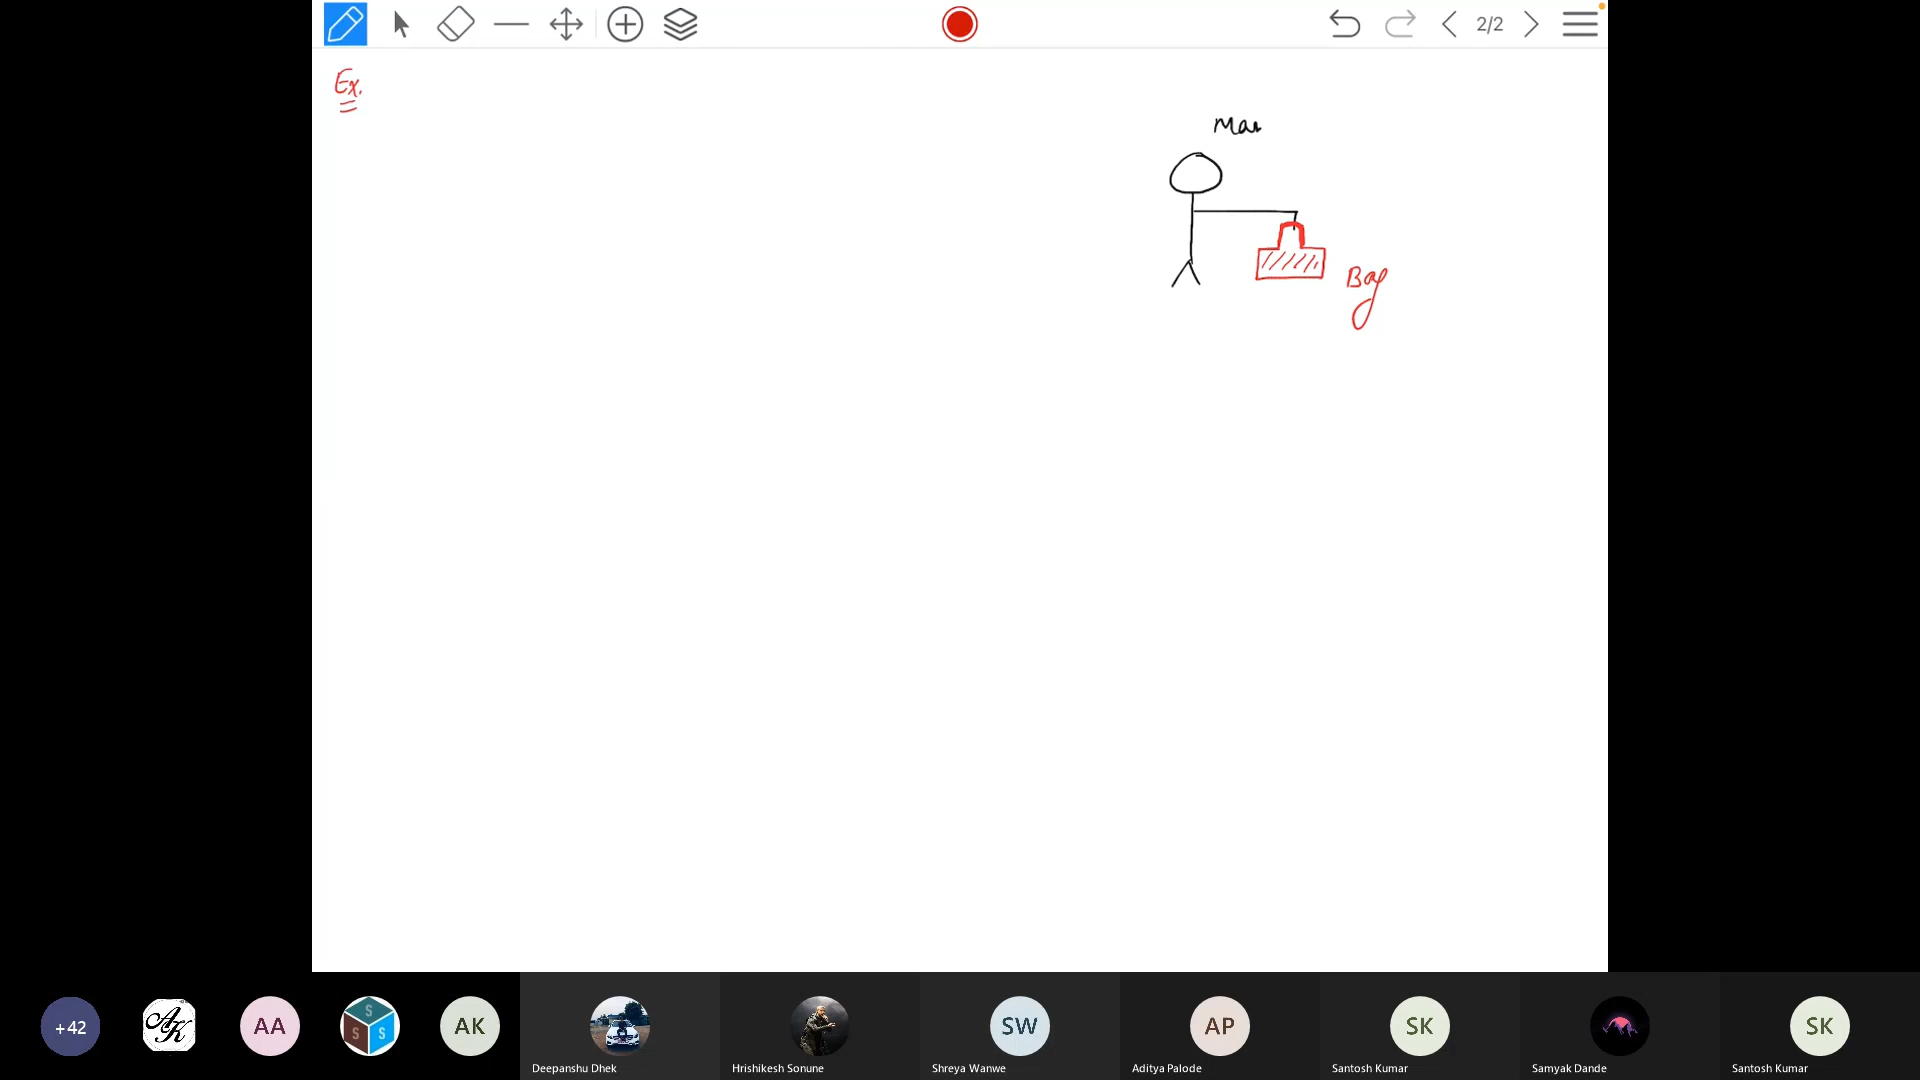 2/2
Ex.
Man
Bag
+42
AK
AA
S
S S
AK
SW
AP
SK
SK
Deepanshu Dhek
Hrishikesh Sonune
Shreya Wanwe
Aditya Palode
Santosh Kumar
Samyak Dande
Santosh Kumar